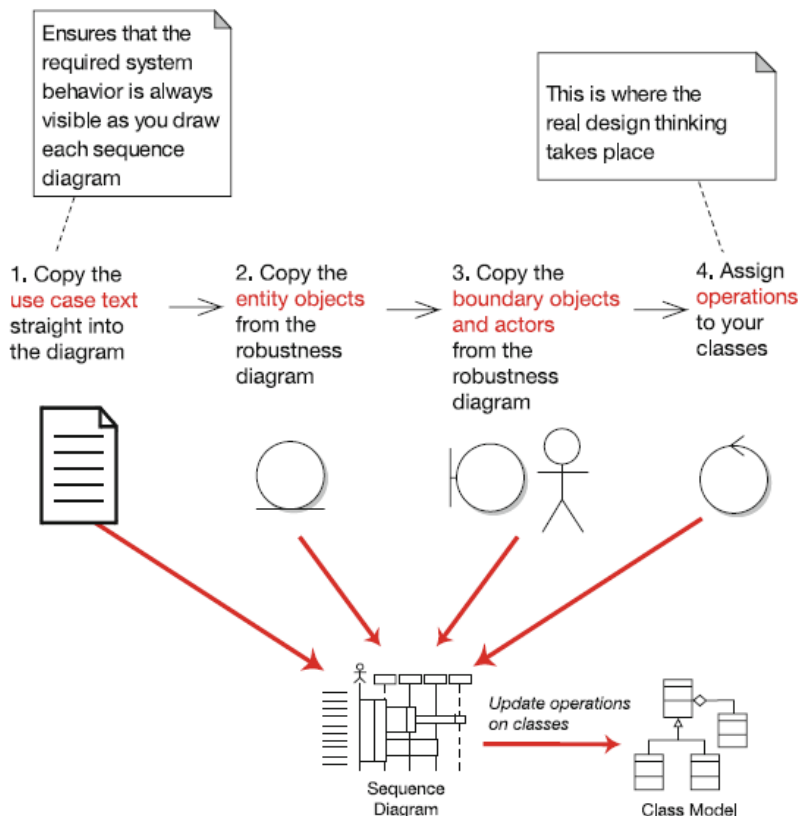 Ensures that the
required system
behavior is always
visible as you draw
each sequence
diagram
This is where the
real design thinking
takes place
1. Copy the
use case text
straight into
the diagram
2. Copy the
entity objects
from the
robustness
diagram
3. Copy the
boundary objects
and actors
from the
robustness
diagram
4. Assign
operations
to your
classes
Update operations
on classes
Sequence
Diagram
Class Model